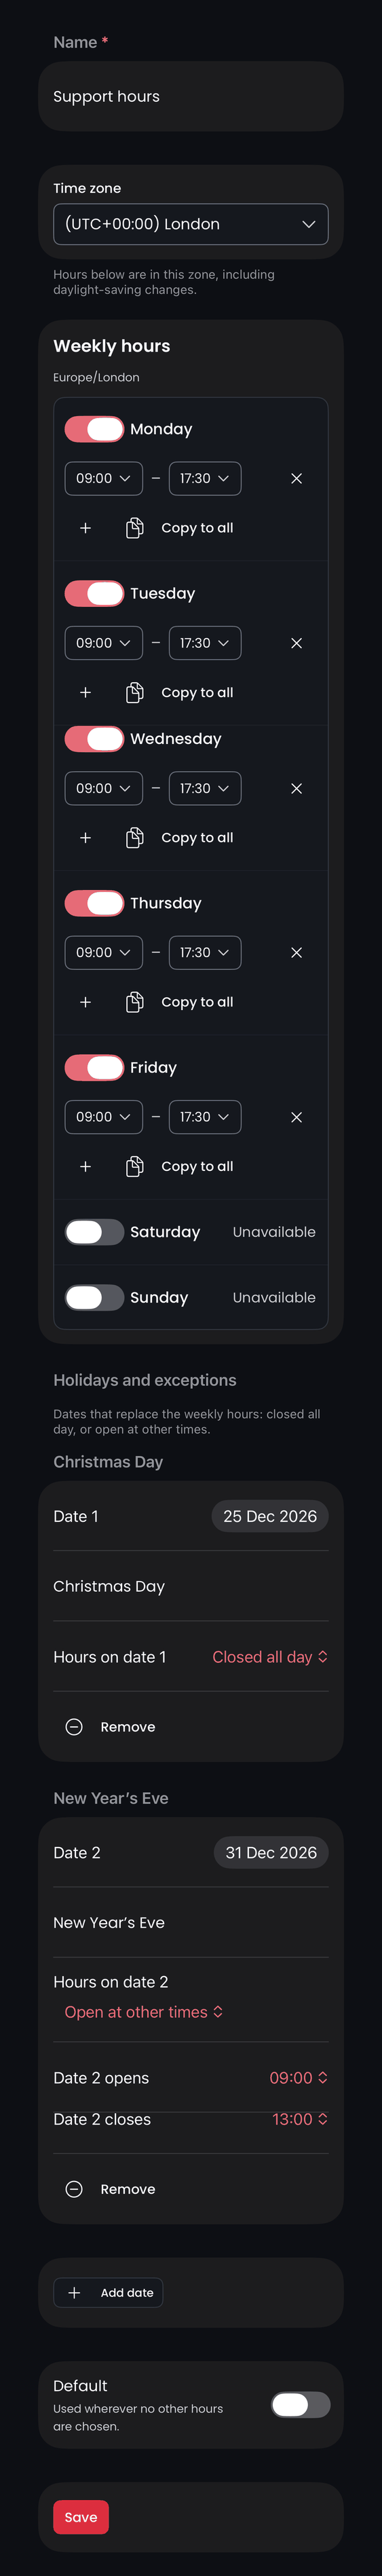 Name *
Support hours
Time zone
(UTC+00:00) London
Hours below are in this zone, including
daylight-saving changes.
Weekly hours
Europe/London
Monday
09:00 – 17:30
Copy to all
Tuesday
09:00 – 17:30
Copy to all
Wednesday
09:00 – 17:30
Copy to all
Thursday
09:00 – 17:30
Copy to all
Friday
09:00 – 17:30
Copy to all
Saturday Unavailable
Sunday Unavailable
Holidays and exceptions
Dates that replace the weekly hours: closed all
day, or open at other times.
Christmas Day
Date 1 25 Dec 2026
Christmas Day
Hours on date 1 Closed all day
Remove
New Year’s Eve
Date 2 31 Dec 2026
New Year’s Eve
Hours on date 2
Open at other times
Date 2 opens 09:00
Date 2 closes 13:00
Remove
Add date
Default
Used wherever no other hours
are chosen.
Save